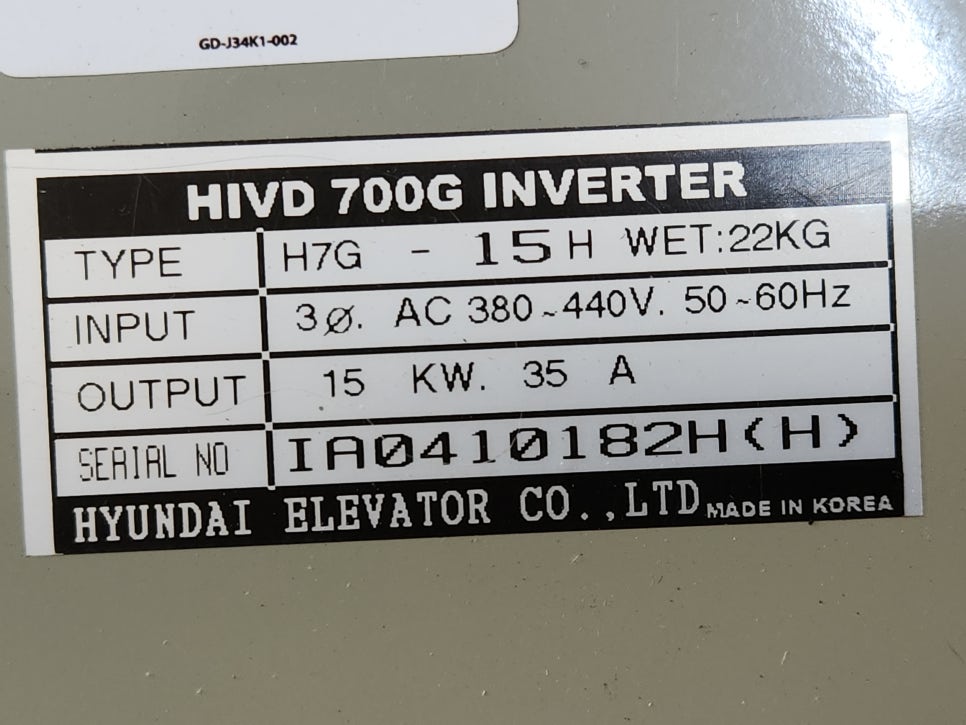 GD-J34K1-002
HIVD 700G INVERTER
TYPE H7G - 15H WET:22KG
INPUT 3ø. AC 380~440V. 50~60Hz
OUTPUT 15 KW. 35 A
SERIAL NO IA0410182H(H)
HYUNDAI ELEVATOR CO.,LTD MADE IN KOREA